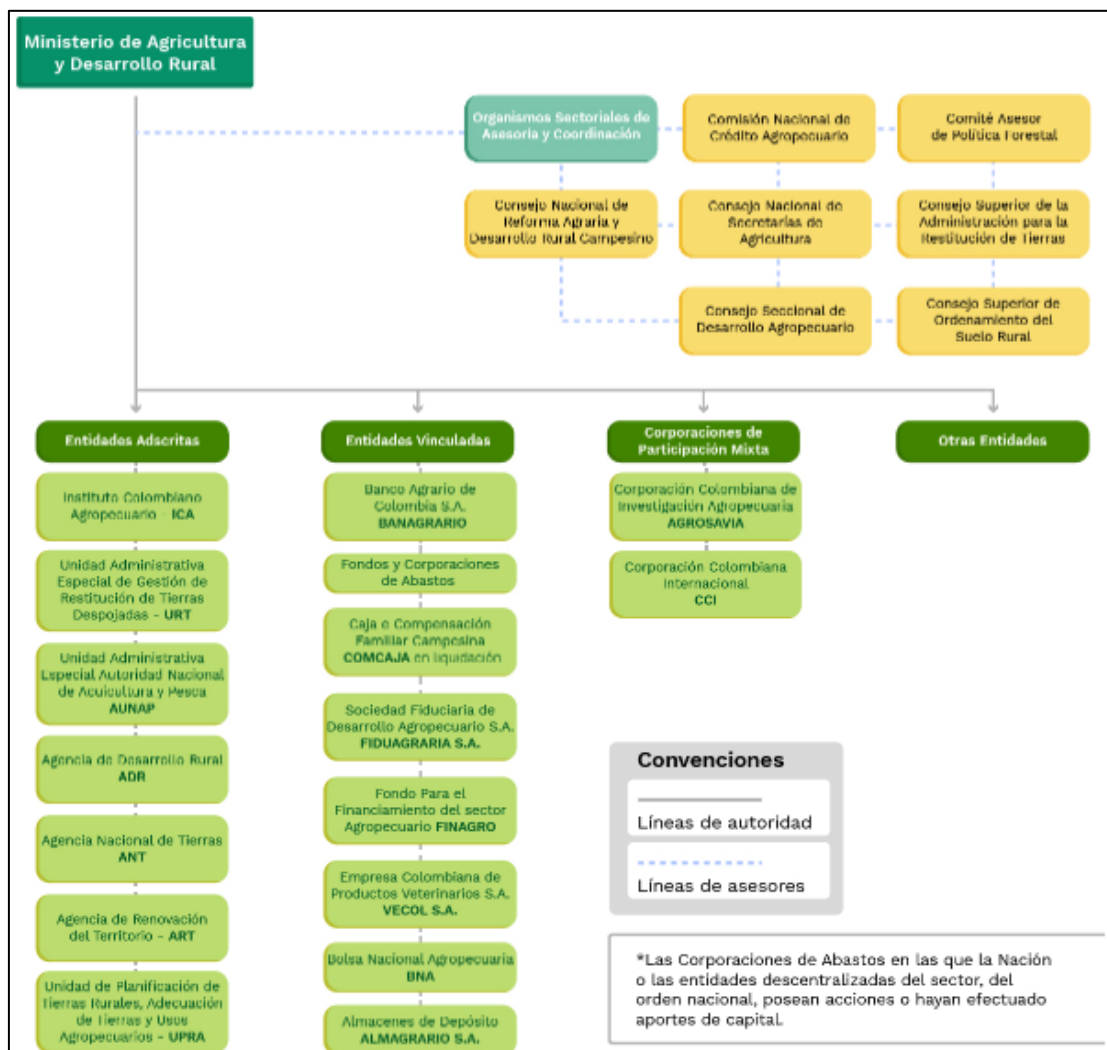 Ministerio de Agricultura
y Desarrollo Rural
Organismos Sectoriales de
Asesoría y Coordinación
Comisión Nacional de
Crédito Agropecuario
Comité Asesor
de Política Forestal
Consejo Nacional de
Reforma Agraria y
Desarrollo Rural Campesino
Consejo Nacional de
Secretarías de
Agricultura
Consejo Superior de la
Administración para la
Restitución de Tierras
Consejo Seccional de
Desarrollo Agropecuario
Consejo Superior de
Ordenamiento del
Suelo Rural
Entidades Adscritas
Instituto Colombiano
Agropecuario - ICA
Unidad Administrativa
Especial de Gestión de
Restitución de Tierras
Despojadas - URT
Unidad Administrativa
Especial Autoridad Nacional
de Acuicultura y Pesca
AUNAP
Agencia de Desarrollo Rural
ADR
Agencia Nacional de Tierras
ANT
Agencia de Renovación
del Territorio - ART
Unidad de Planificación de
Tierras Rurales, Adecuación
de Tierras y Usos
Agropecuarios - UPRA
Entidades Vinculadas
Banco Agrario de
Colombia S.A.
BANAGRARIO
Fondos y Corporaciones
de Abastos
Caja e Compensación
Familiar Campesina
COMCAJA en liquidación
Sociedad Fiduciaria de
Desarrollo Agropecuario S.A.
FIDUAGRARIA S.A.
Fondo Para el
Financiamiento del sector
Agropecuario FINAGRO
Empresa Colombiana de
Productos Veterinarios S.A.
VECOL S.A.
Bolsa Nacional Agropecuaria
BNA
Almacenes de Depósito
ALMAGRARIO S.A.
Corporaciones de
Participación Mixta
Corporación Colombiana de
Investigación Agropecuaria
AGROSAVIA
Corporación Colombiana
Internacional
CCI
Otras Entidades
Convenciones
Líneas de autoridad
Líneas de asesores
*Las Corporaciones de Abastos en las que la Nación
o las entidades descentralizadas del sector, del
orden nacional, posean acciones o hayan efectuado
aportes de capital.